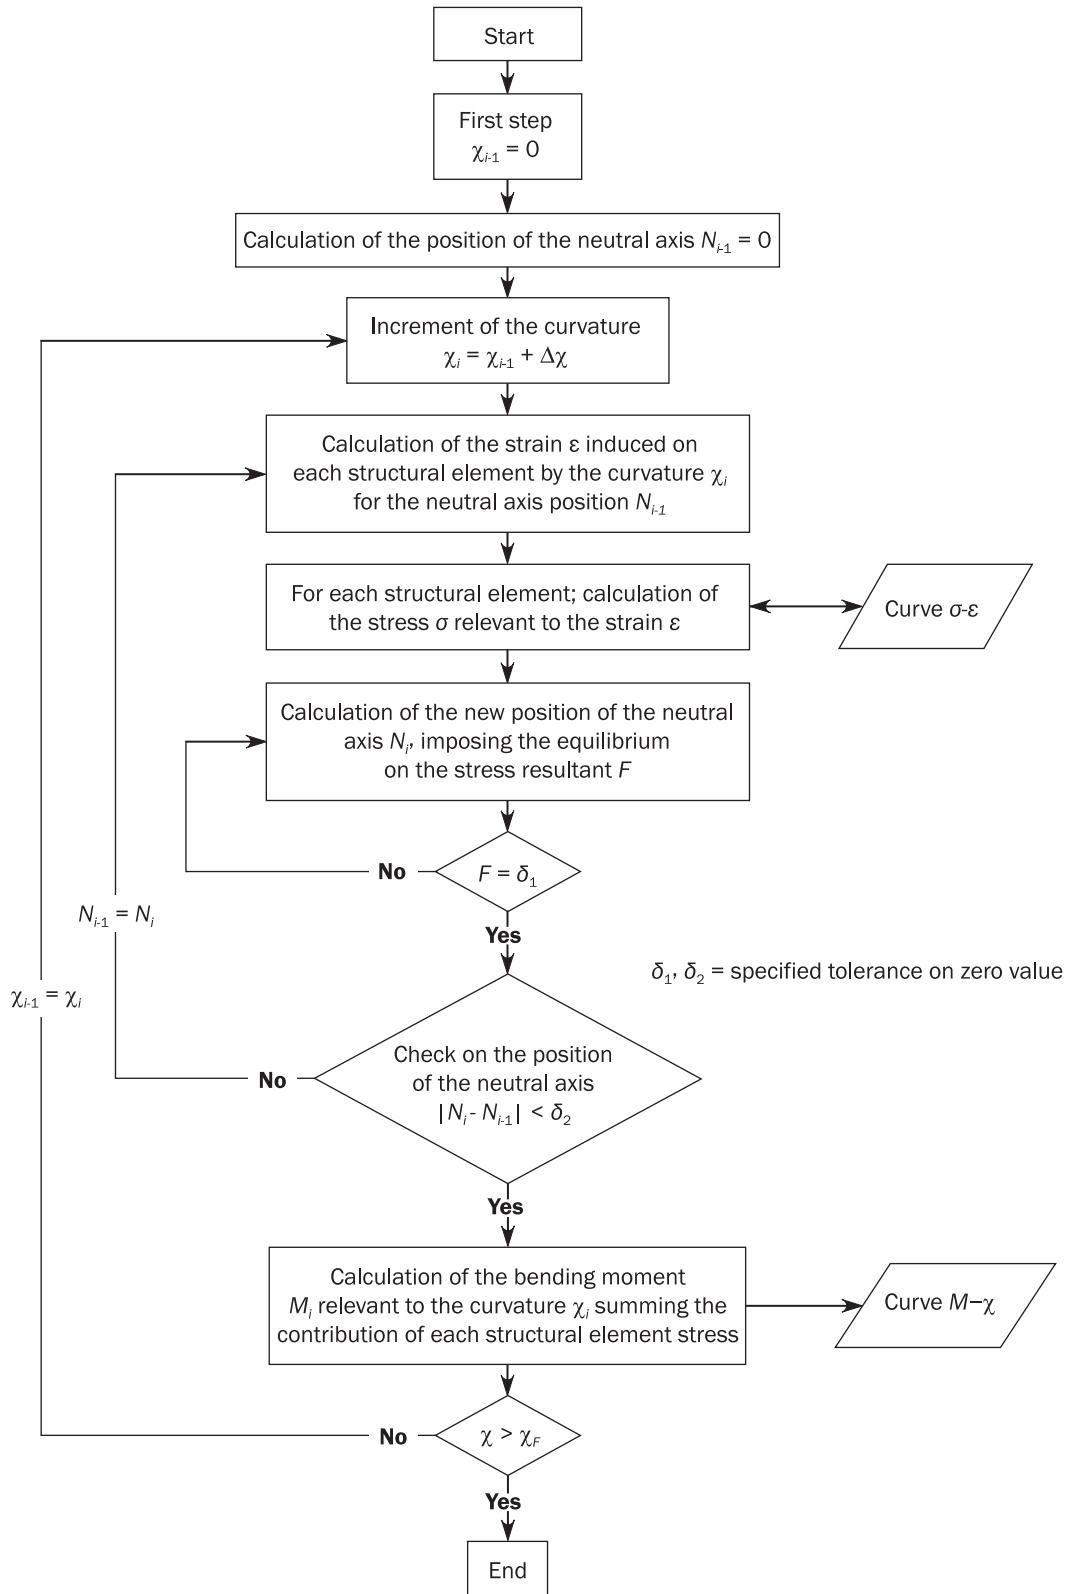 Start
First step
χi-1 = 0
Calculation of the position of the neutral axis Ni-1 = 0
Increment of the curvature
χi = χi-1 + Δχ
Calculation of the strain ε induced on
each structural element by the curvature χi
for the neutral axis position Ni-1
For each structural element; calculation of
the stress σ relevant to the strain ε
Curve σ-ε
Calculation of the new position of the neutral
axis Ni, imposing the equilibrium
on the stress resultant F
No
F = δ1
Ni-1 = Ni
Yes
δ1, δ2 = specified tolerance on zero value
χi-1 = χi
Check on the position
of the neutral axis
|Ni - Ni-1| < δ2
No
Yes
Calculation of the bending moment
Mi relevant to the curvature χi summing the
contribution of each structural element stress
Curve M–χ
No
χ > χF
Yes
End